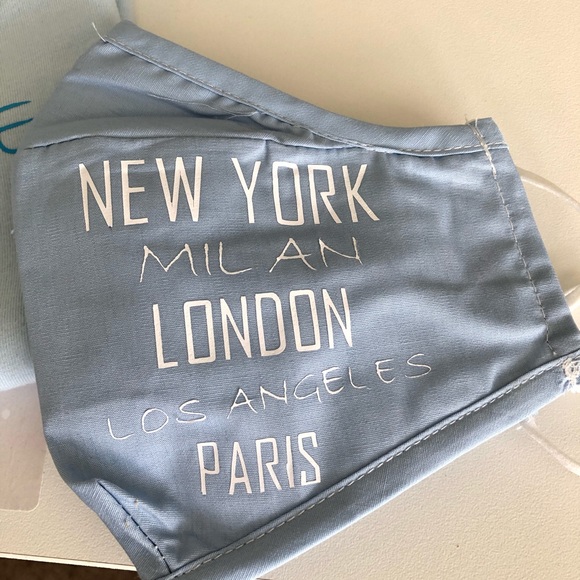 NEW YORK
MILAN
LONDON
LOS ANGELES
PARIS